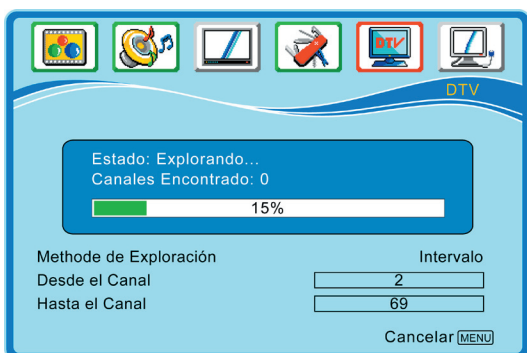 DTV
DTV
Estado: Explorando...
Canales Encontrado: 0
15%
Methode de Exploración Intervalo
Desde el Canal 2
Hasta el Canal 69
Cancelar MENU